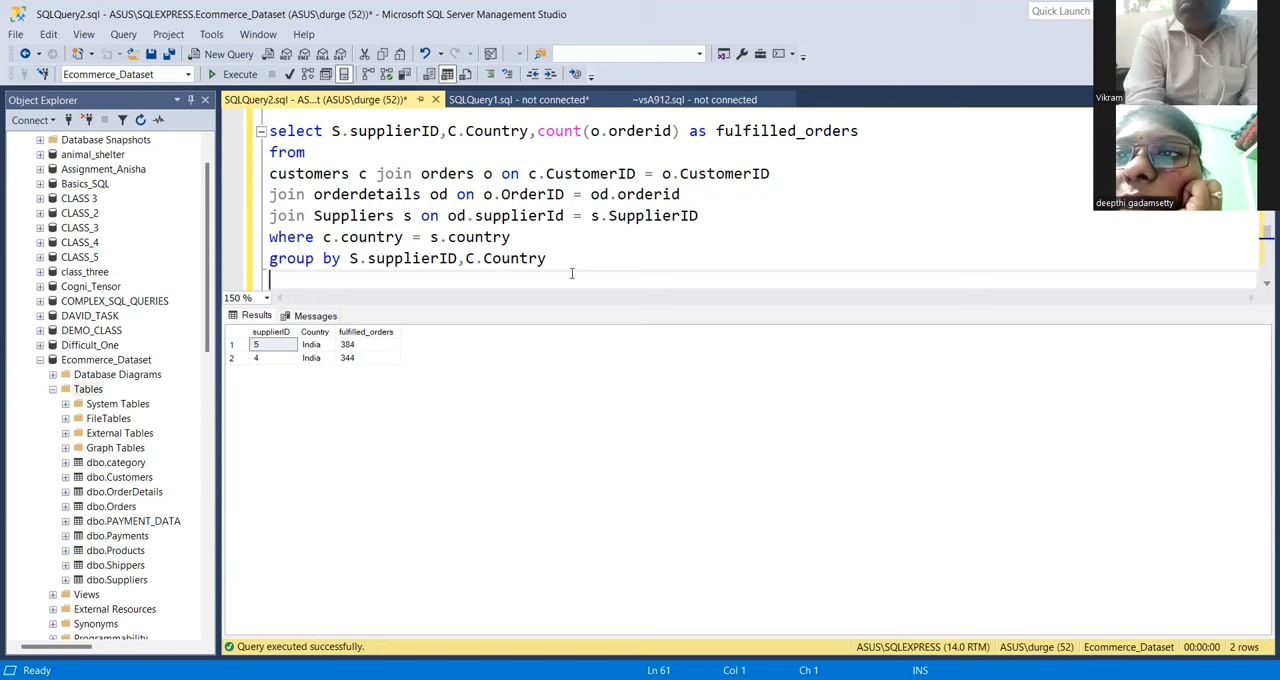 SQLQuery2.sql - ASUS\SQLEXPRESS.Ecommerce_Dataset (ASUS\durge (52))* - Microsoft SQL Server Management Studio
Quick Launch
File Edit View Query Project Tools Window Help
New Query
Ecommerce_Dataset Execute
Object Explorer
SQLQuery2.sql - AS...t (ASUS\durge (52))* SQLQuery1.sql - not connected* ~vsA912.sql - not connected
Connect
Database Snapshots
animal_shelter
Assignment_Anisha
Basics_SQL
CLASS 3
CLASS_2
CLASS_3
CLASS_4
CLASS_5
class_three
Cogni_Tensor
COMPLEX_SQL_QUERIES
DAVID_TASK
DEMO_CLASS
Difficult_One
Ecommerce_Dataset
Database Diagrams
Tables
System Tables
FileTables
External Tables
Graph Tables
dbo.category
dbo.Customers
dbo.OrderDetails
dbo.Orders
dbo.PAYMENT_DATA
dbo.Payments
dbo.Products
dbo.Shippers
dbo.Suppliers
Views
External Resources
Synonyms
Programmability
select S.supplierID,C.Country,count(o.orderid) as fulfilled_orders
from
customers c join orders o on c.CustomerID = o.CustomerID
join orderdetails od on o.OrderID = od.orderid
join Suppliers s on od.supplierId = s.SupplierID
where c.country = s.country
group by S.supplierID,C.Country
150 %
Results Messages
supplierID Country fulfilled_orders
1 5 India 384
2 4 India 344
Query executed successfully. ASUS\SQLEXPRESS (14.0 RTM) ASUS\durge (52) Ecommerce_Dataset 00:00:00 2 rows
Ready Ln 61 Col 1 Ch 1 INS
Vikram
deepthi gadamsetty